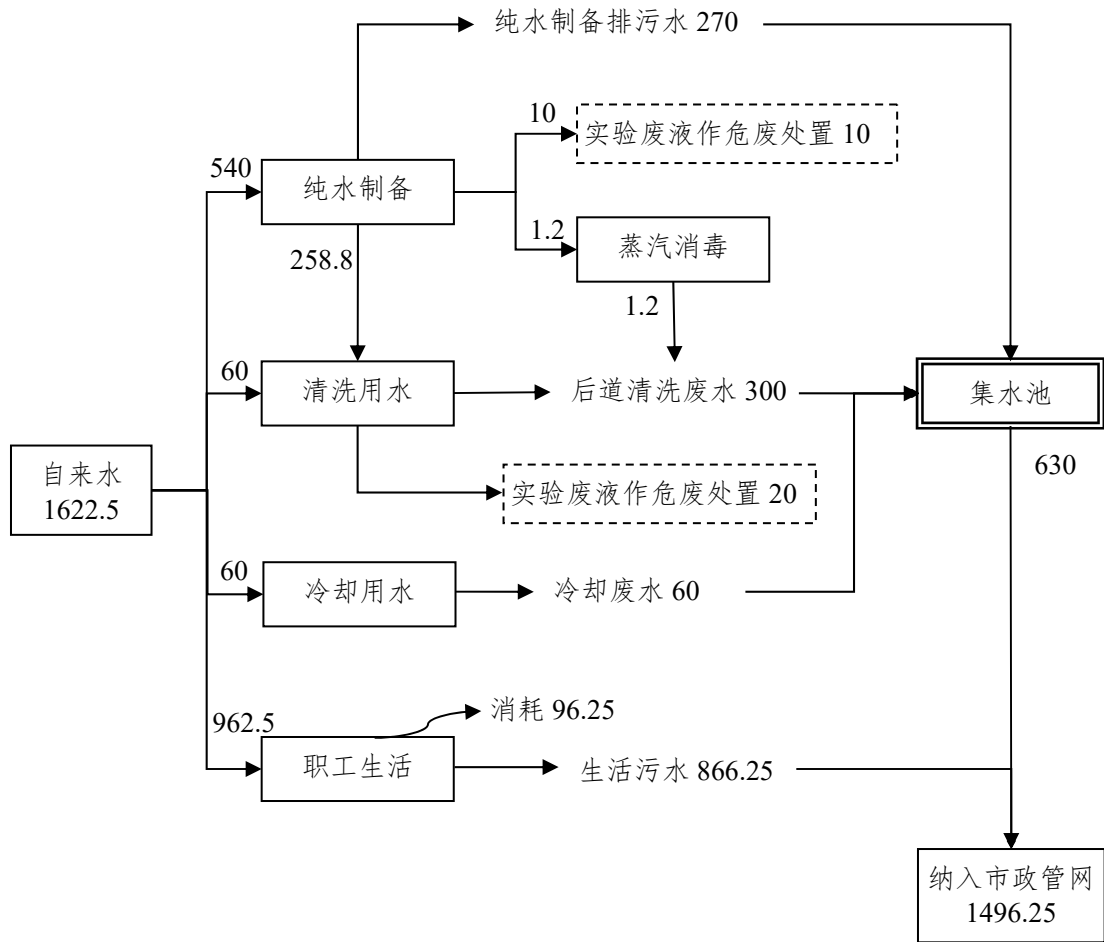 纯水制备排污水 270
10
实验废液作危废处置 10
540
纯水制备
1.2
蒸汽消毒
258.8
1.2
60
清洗用水
后道清洗废水 300
集水池
630
自来水
1622.5
实验废液作危废处置 20
60
冷却用水
冷却废水 60
消耗 96.25
962.5
职工生活
生活污水 866.25
纳入市政管网
1496.25